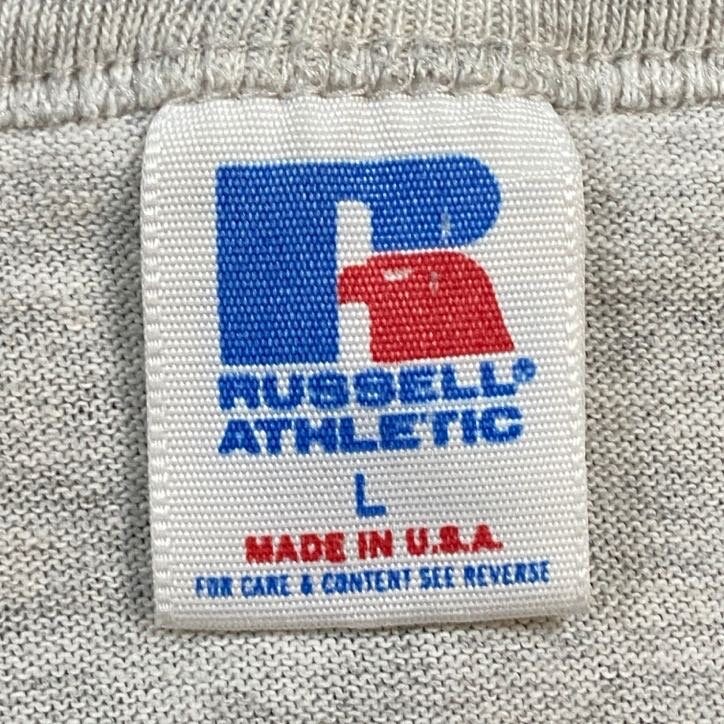 RUSSELL®
ATHLETIC
L
MADE IN U.S.A.
FOR CARE & CONTENT SEE REVERSE